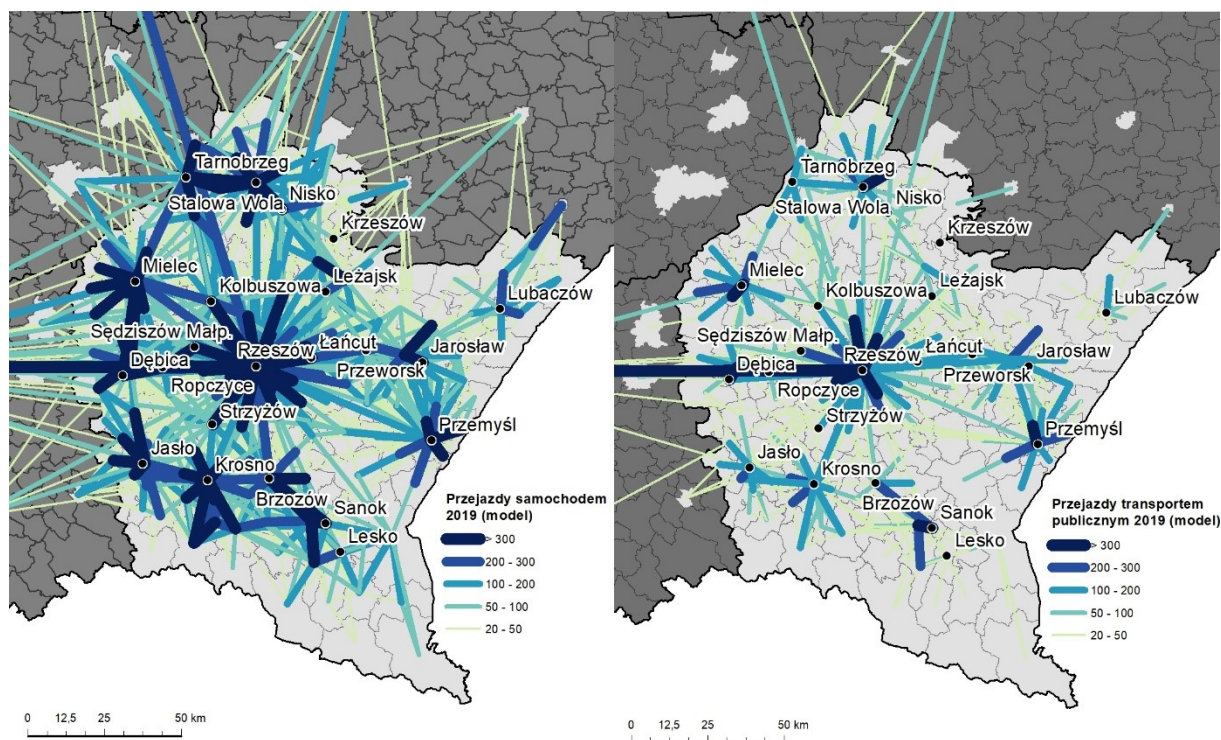 Tarnobrzeg
Stalowa Wola
Nisko
Krzeszów
Mielec
Kolbuszowa
Leżajsk
Lubaczów
Sędziszów Małp.
Dębica
Rzeszów
Łańcut
Jarosław
Ropczyce
Przeworsk
Strzyżów
Przemyśl
Jasło
Krosno
Brzozów
Sanok
Lesko
Przejazdy samochodem
2019 (model)
> 300
200 - 300
100 - 200
50 - 100
20 - 50
0 12,5 25 50 km
Tarnobrzeg
Stalowa Wola
Nisko
Krzeszów
Mielec
Kolbuszowa
Leżajsk
Lubaczów
Sędziszów Małp.
Dębica
Rzeszów
Łańcut
Jarosław
Ropczyce
Przeworsk
Strzyżów
Przemyśl
Jasło
Krosno
Brzozów
Sanok
Lesko
Przejazdy transportem
publicznym 2019 (model)
> 300
200 - 300
100 - 200
50 - 100
20 - 50
0 12,5 25 50 km